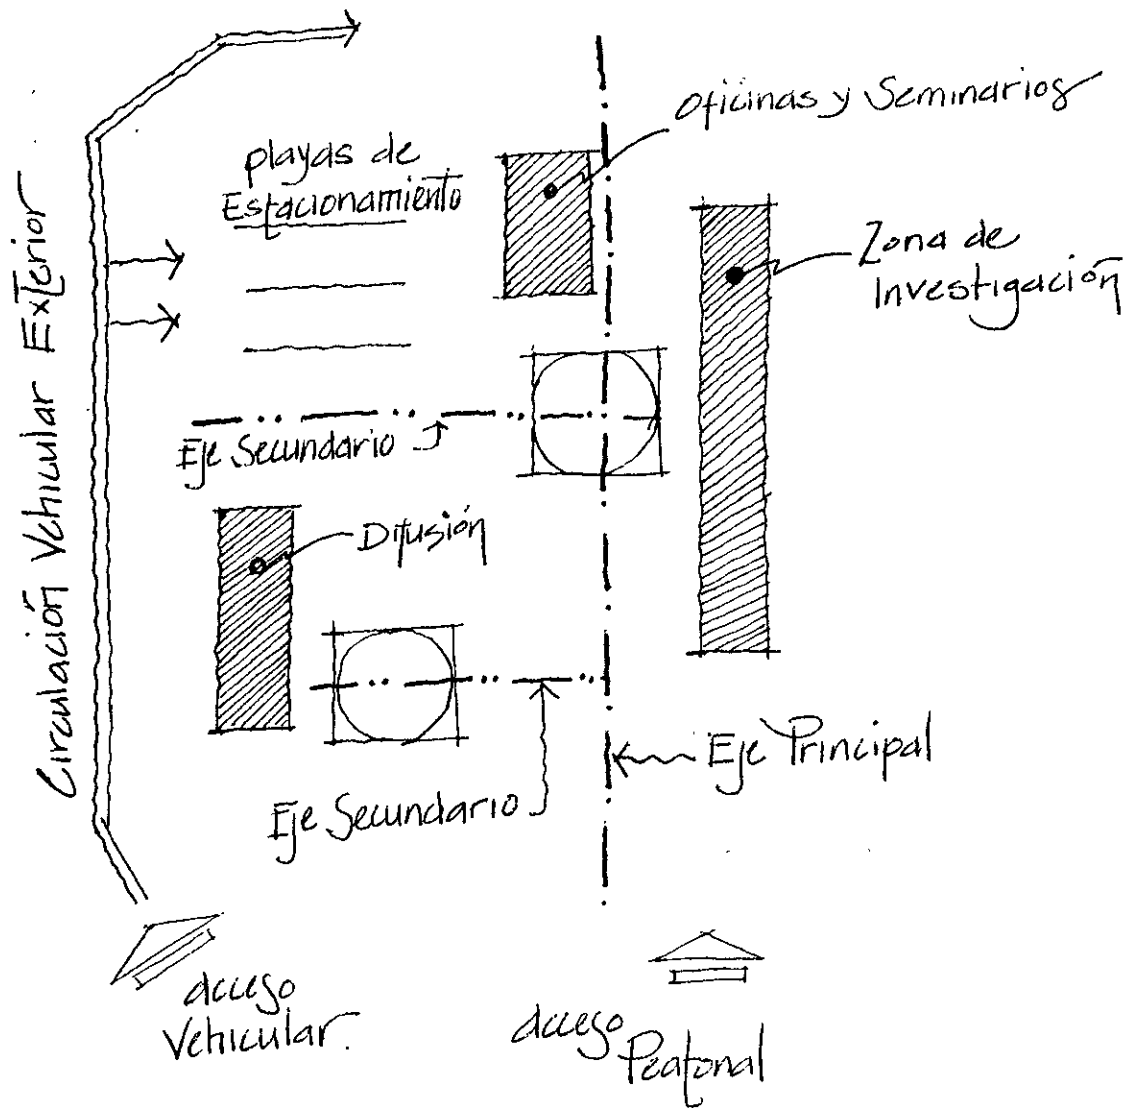 oficinas y Seminarios
playas de
Estacionamiento
Zona de
Investigación
Circulación Vehicular Exterior
Eje Secundario
Difusión
Eje Principal
Eje Secundario
acceso
Vehicular.
acceso
Peatonal